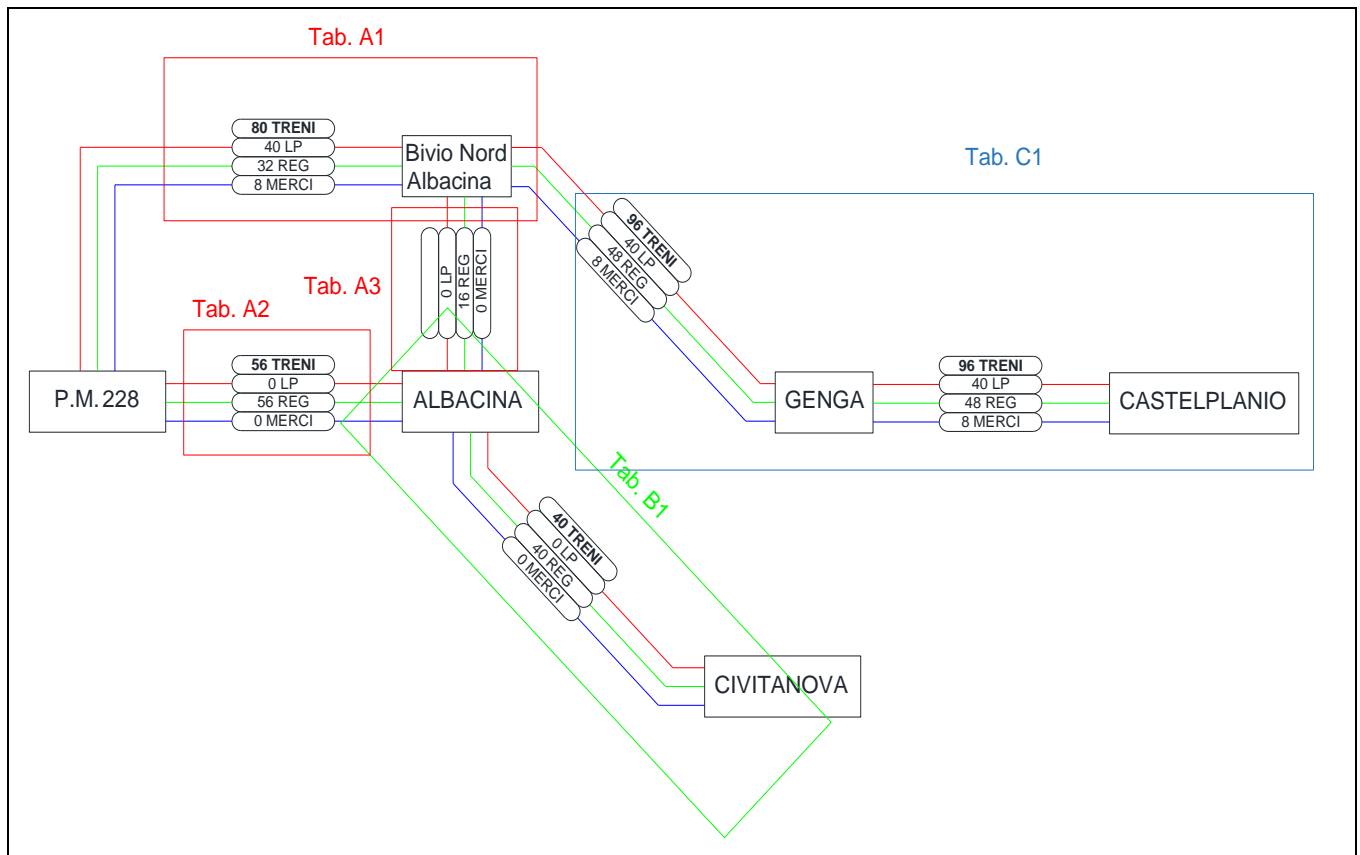 Tab. A1
80 TRENI
40 LP
32 REG
8 MERCI
Bivio Nord
Albacina
Tab. C1
96 TRENI
40 LP
48 REG
8 MERCI
Tab. A3
0 LP
16 REG
0 MERCI
Tab. A2
56 TRENI
0 LP
56 REG
0 MERCI
P.M. 228
ALBACINA
GENGA
96 TRENI
40 LP
48 REG
8 MERCI
CASTELPLANIO
Tab. B1
40 TRENI
0 LP
40 REG
0 MERCI
CIVITANOVA